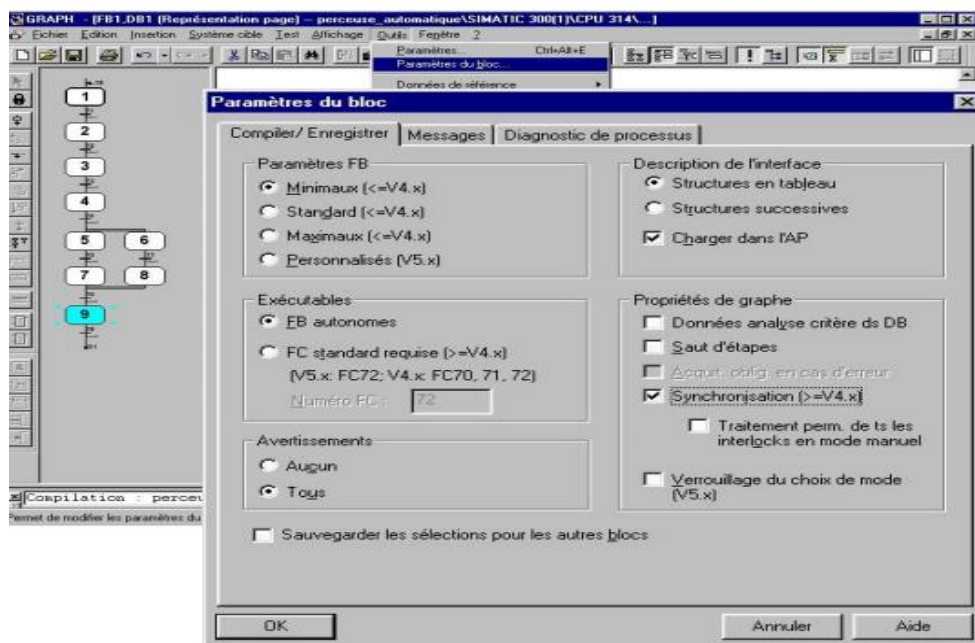 GRAPH - [FB1,DB1 (Représentation page) - perceuse_automatique\SIMATIC 300(1)\CPU 314\...]
Fichier Edition Insertion Système cible Test Affichage Outils Fenêtre ?
Paramètres... Ctrl+Alt+E
Paramètres du bloc...
Données de référence
1
2
3
4
5 6
7 8
9
Paramètres du bloc
Compiler/ Enregistrer Messages Diagnostic de processus
Paramètres FB
Minimaux (<=V4.x)
Standard (<=V4.x)
Maximaux (<=V4.x)
Personnalisés (V5.x)
Description de l'interface
Structures en tableau
Structures successives
Charger dans l'AP
Exécutables
FB autonomes
FC standard requise (>=V4.x)
(V5.x: FC72; V4.x: FC70, 71, 72)
Numéro FC : 72
Propriétés de graphe
Données analyse critère ds DB
Saut d'étapes
Acquit. oblig. en cas d'erreur
Synchronisation (>=V4.x)
Traitement perm. de ts les
interlocks en mode manuel
Verrouillage du choix de mode
(V5.x)
Avertissements
Aucun
Tous
Sauvegarder les sélections pour les autres blocs
Compilation : perceu
Permet de modifier les paramètres du
OK Annuler Aide